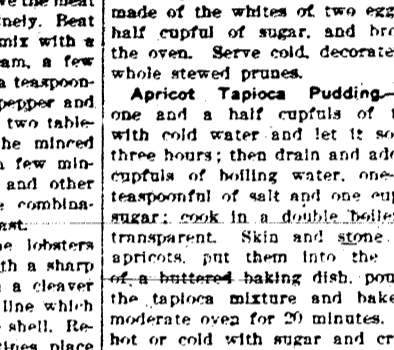 ve the meat
nely. Beat
mix with a
am, a few
a teaspoon-
pepper and
two table-
he minced
a few min-
and other
e combina-
ast.
he lobsters
th a sharp
a cleaver
line which
shell. Re-
tines place
made of the whites of two egg
half cupful of sugar, and bro
the oven. Serve cold, decorate
whole stewed prunes.
Apricot Tapioca Pudding.—
one and a half cupfuls of t
with cold water and let it so
three hours; then drain and add
cupfuls of boiling water, one-
teaspoonful of salt and one cup
sugar; cook in a double boile
transparent. Skin and stone
apricots, put them into the
of a buttered baking dish, pou
the tapioca mixture and bake
moderate oven for 20 minutes.
hot or cold with sugar and cr